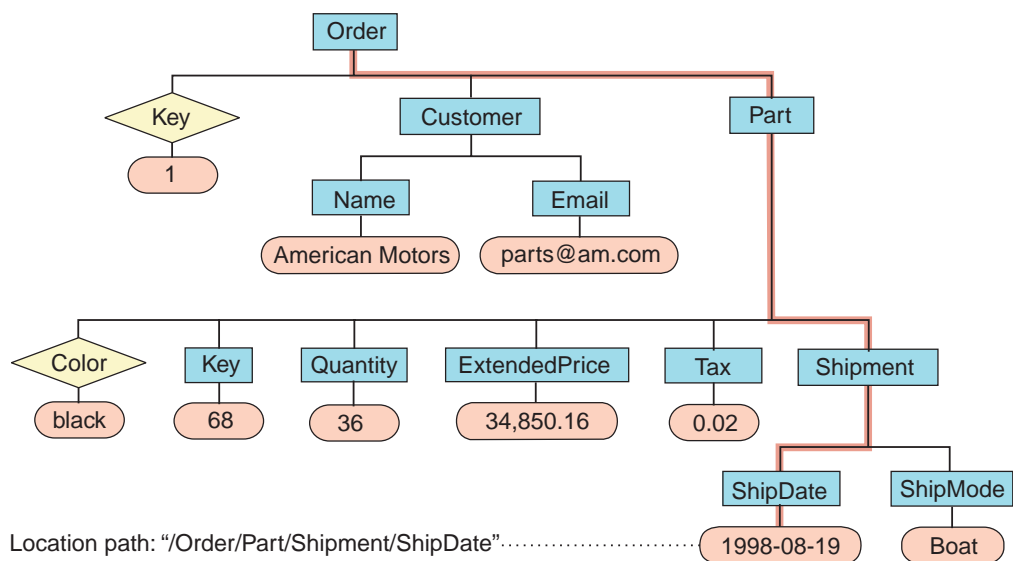 Order
Key
Customer
Part
1
Name
Email
American Motors
parts@am.com
Color
Key
Quantity
ExtendedPrice
Tax
Shipment
black
68
36
34,850.16
0.02
ShipDate
ShipMode
Location path: “/Order/Part/Shipment/ShipDate”
1998-08-19
Boat